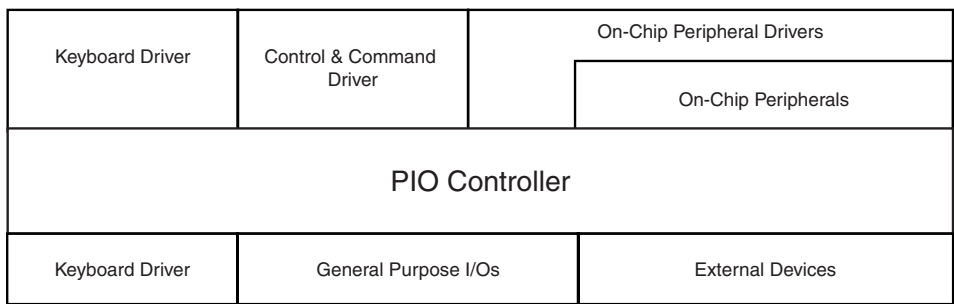 Keyboard Driver
Control & Command
Driver
On-Chip Peripheral Drivers
On-Chip Peripherals
PIO Controller
Keyboard Driver
General Purpose I/Os
External Devices